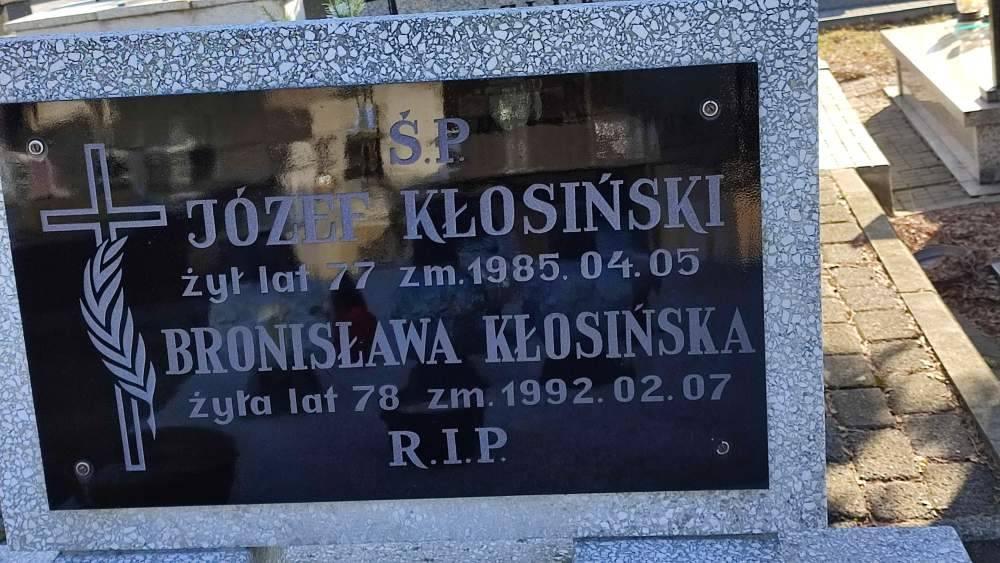 Ś.P.
JÓZEF KŁOSIŃSKI
żył lat 77 zm.1985.04.05
BRONISŁAWA KŁOSIŃSKA
żyła lat 78 zm.1992.02.07
R.I.P.